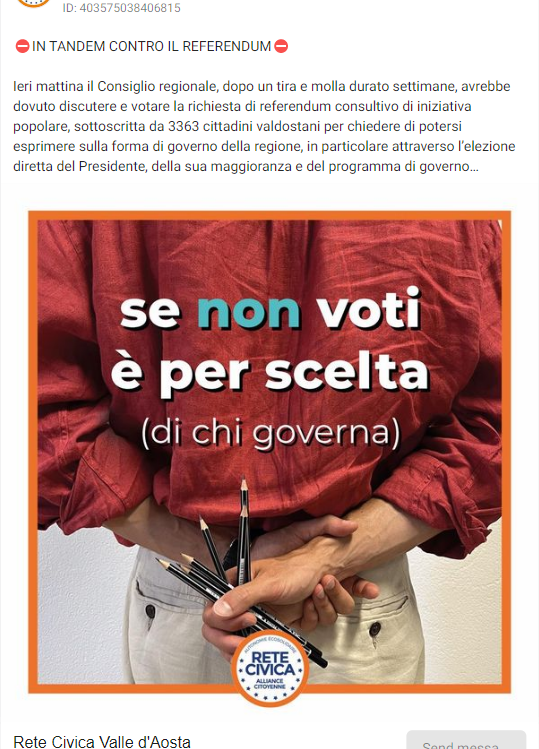 ID: 403575038406815
⛔IN TANDEM CONTRO IL REFERENDUM⛔
Ieri mattina il Consiglio regionale, dopo un tira e molla durato settimane, avrebbe
dovuto discutere e votare la richiesta di referendum consultivo di iniziativa
popolare, sottoscritta da 3363 cittadini valdostani per chiedere di potersi
esprimere sulla forma di governo della regione, in particolare attraverso l'elezione
diretta del Presidente, della sua maggioranza e del programma di governo...
se non voti
è per scelta
(di chi governa)
RETE
CIVICA
ALLIANCE
CITOYENNE
Rete Civica Valle d'Aosta
Send messa...